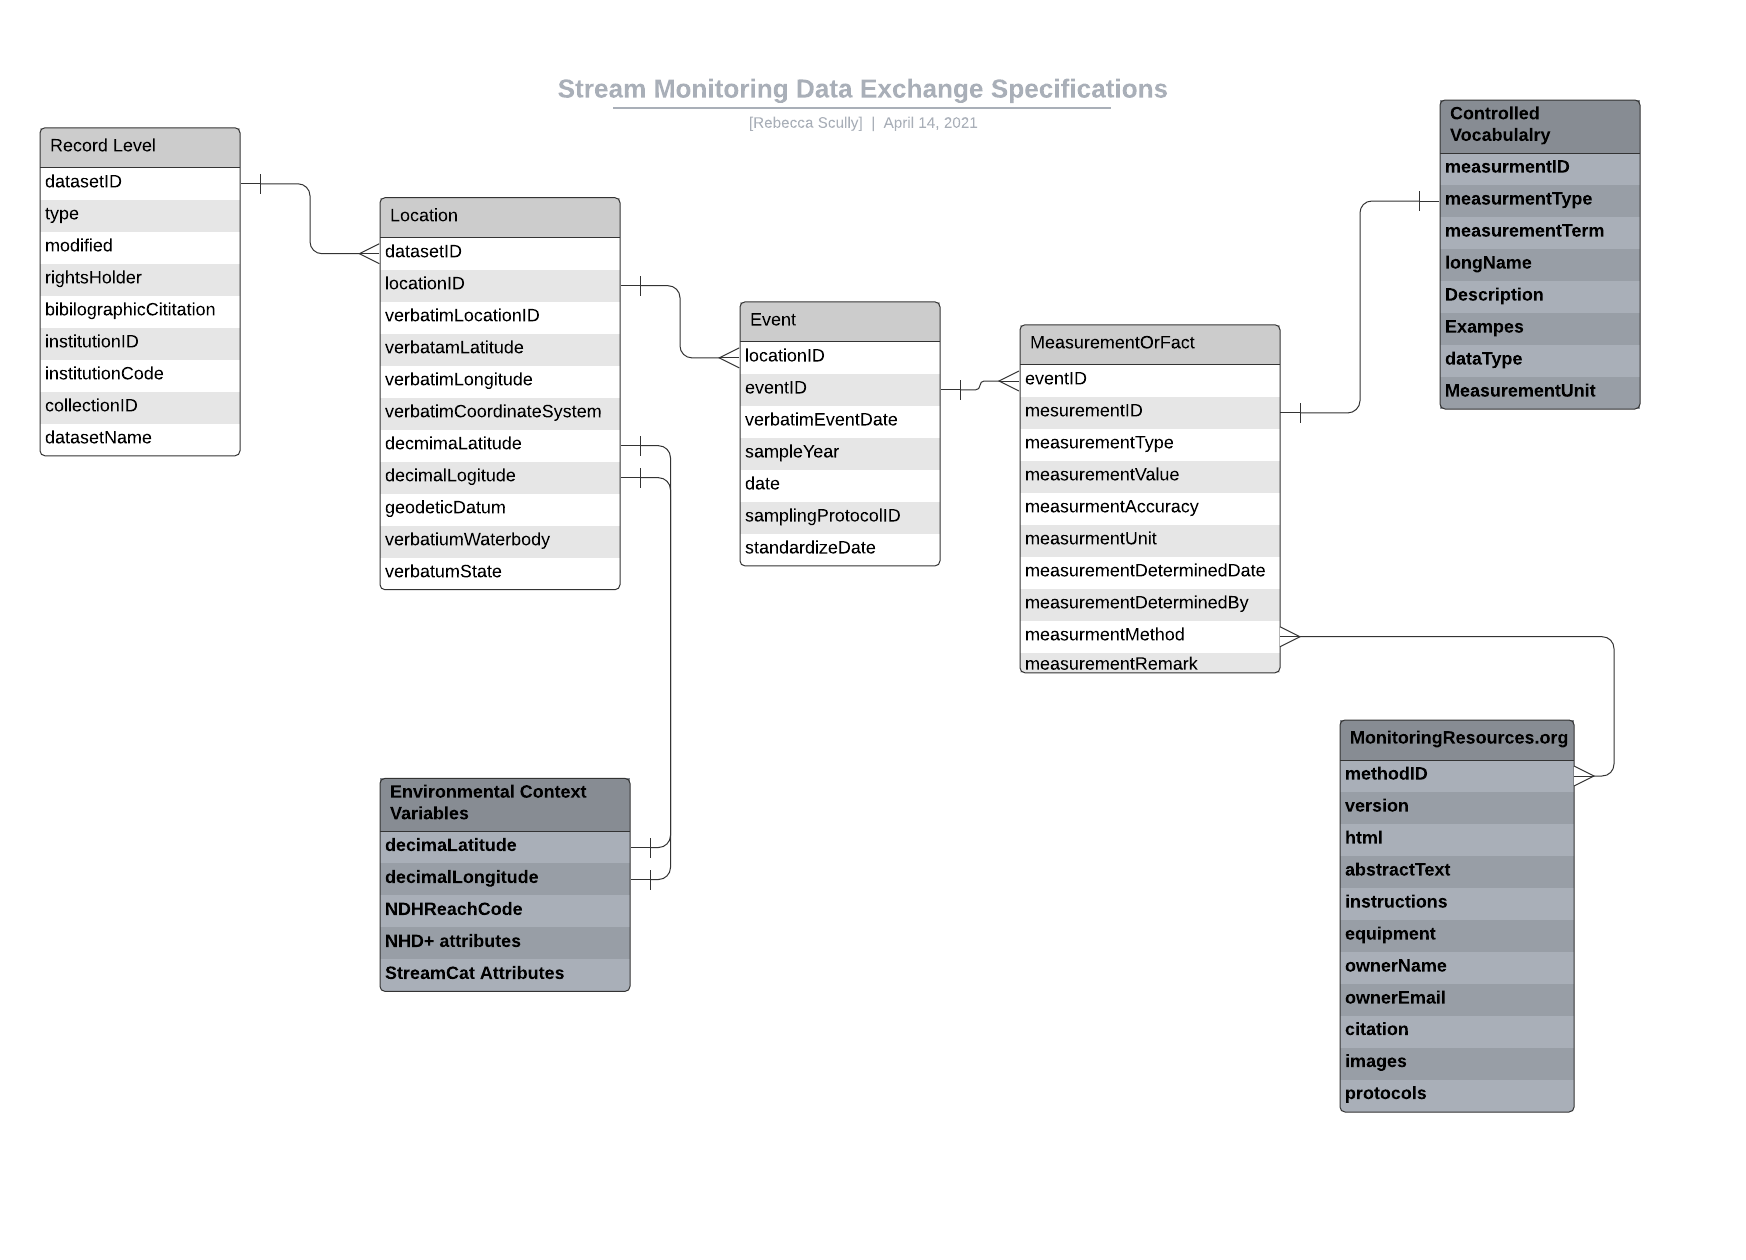 Stream Monitoring Data Exchange Specifications
[Rebecca Scully] | April 14, 2021
Record Level
datasetID
type
modified
rightsHolder
bibilographicCititation
institutionID
institutionCode
collectionID
datasetName
Location
datasetID
locationID
verbatimLocationID
verbatamLatitude
verbatimLongitude
verbatimCoordinateSystem
decmimaLatitude
decimalLogitude
geodeticDatum
verbatiumWaterbody
verbatumState
Event
locationID
eventID
verbatimEventDate
sampleYear
date
samplingProtocolID
standardizeDate
MeasurementOrFact
eventID
mesurementID
measurementType
measurementValue
measurmentAccuracy
measurmentUnit
measurementDeterminedDate
measurementDeterminedBy
measurmentMethod
measurementRemark
Controlled
Vocabulalry
measurmentID
measurmentType
measurementTerm
longName
Description
Exampes
dataType
MeasurementUnit
Environmental Context
Variables
decimaLatitude
decimalLongitude
NDHReachCode
NHD+ attributes
StreamCat Attributes
MonitoringResources.org
methodID
version
html
abstractText
instructions
equipment
ownerName
ownerEmail
citation
images
protocols